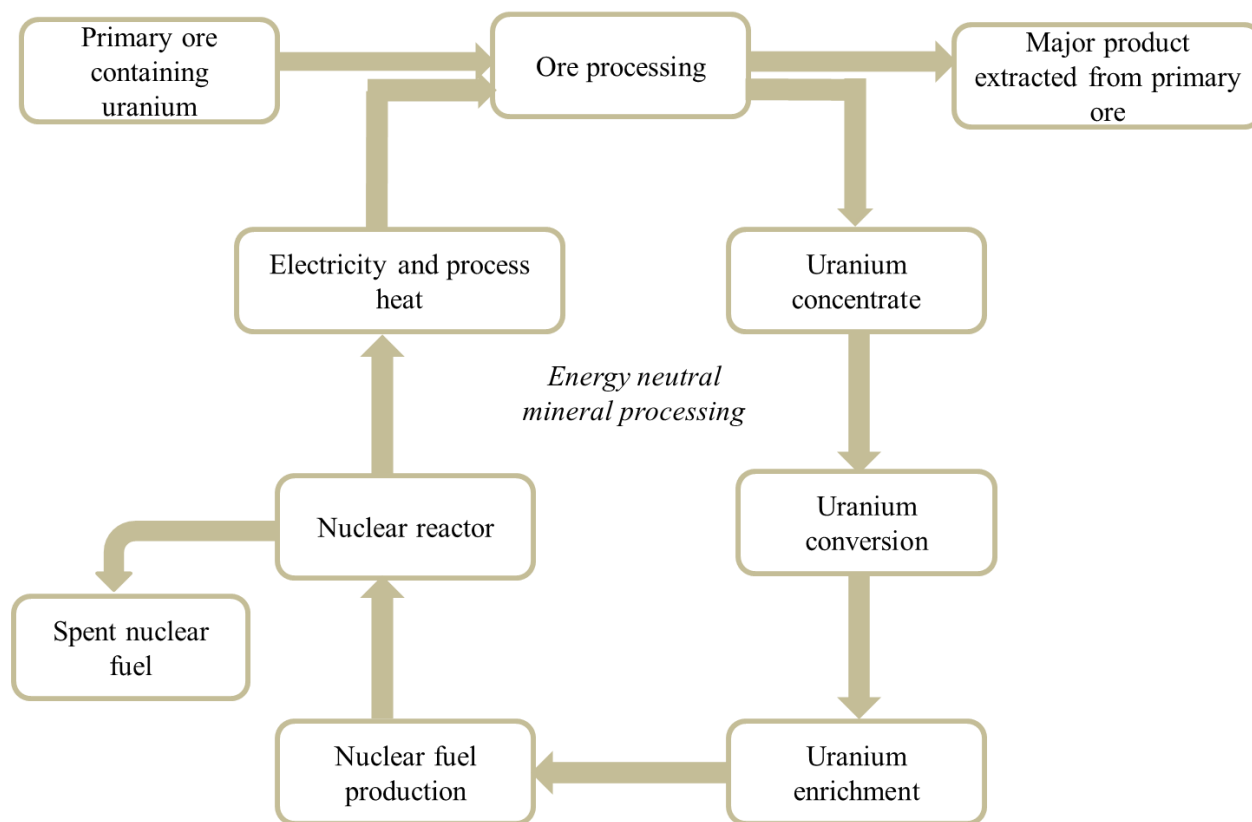 Primary ore
containing
uranium
Ore processing
Major product
extracted from primary
ore
Electricity and process
heat
Uranium
concentrate
Energy neutral
mineral processing
Nuclear reactor
Uranium
conversion
Spent nuclear
fuel
Nuclear fuel
production
Uranium
enrichment